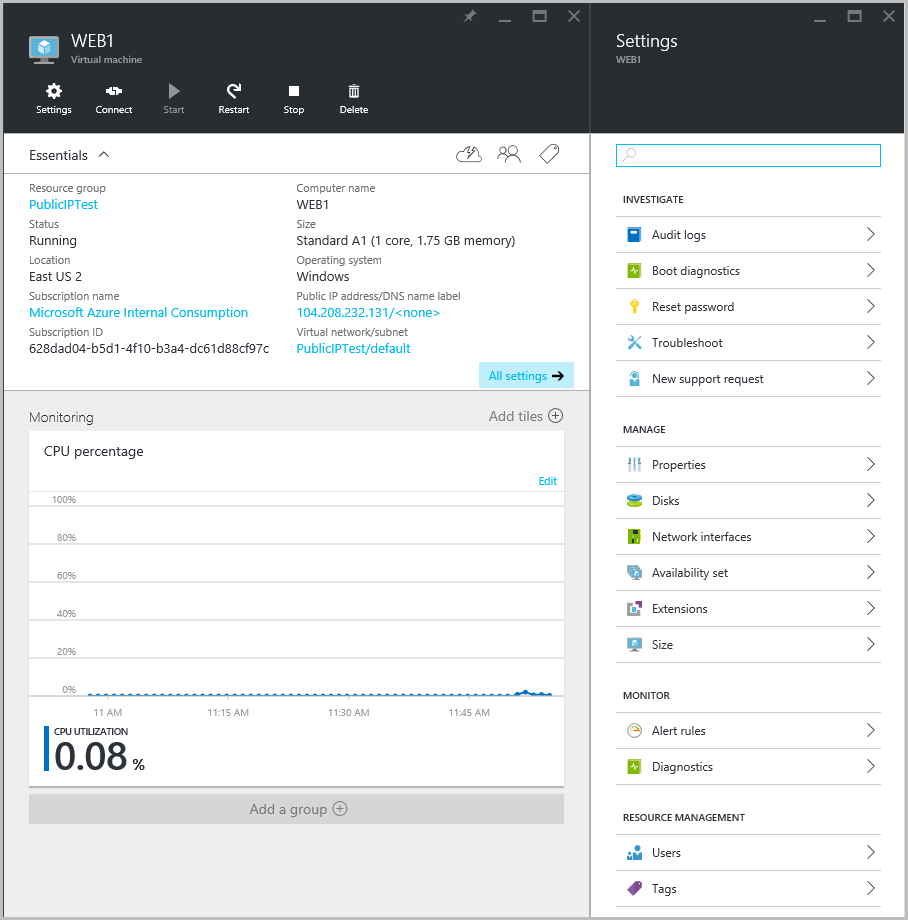 WEB1
Virtual machine
Settings
Connect
Start
Restart
Stop
Delete
Essentials
Resource group
PublicIPTest
Status
Running
Location
East US 2
Subscription name
Microsoft Azure Internal Consumption
Subscription ID
628dad04-b5d1-4f10-b3a4-dc61d88cf97c
Computer name
WEB1
Size
Standard A1 (1 core, 1.75 GB memory)
Operating system
Windows
Public IP address/DNS name label
104.208.232.131/<none>
Virtual network/subnet
PublicIPTest/default
All settings
Monitoring
Add tiles
CPU percentage
Edit
100%
80%
60%
40%
20%
0%
11 AM
11:15 AM
11:30 AM
11:45 AM
CPU UTILIZATION
0.08 %
Add a group
Settings
WEB1
INVESTIGATE
Audit logs
Boot diagnostics
Reset password
Troubleshoot
New support request
MANAGE
Properties
Disks
Network interfaces
Availability set
Extensions
Size
MONITOR
Alert rules
Diagnostics
RESOURCE MANAGEMENT
Users
Tags